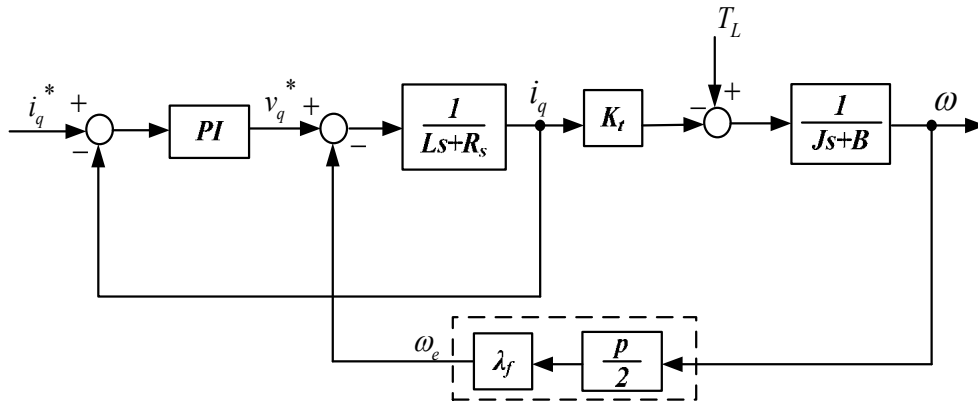 T_L
i_q^* + − PI v_q^* + − 1/(Ls+R_s) i_q K_t − + 1/(Js+B) ω
ω_e λ_f p/2